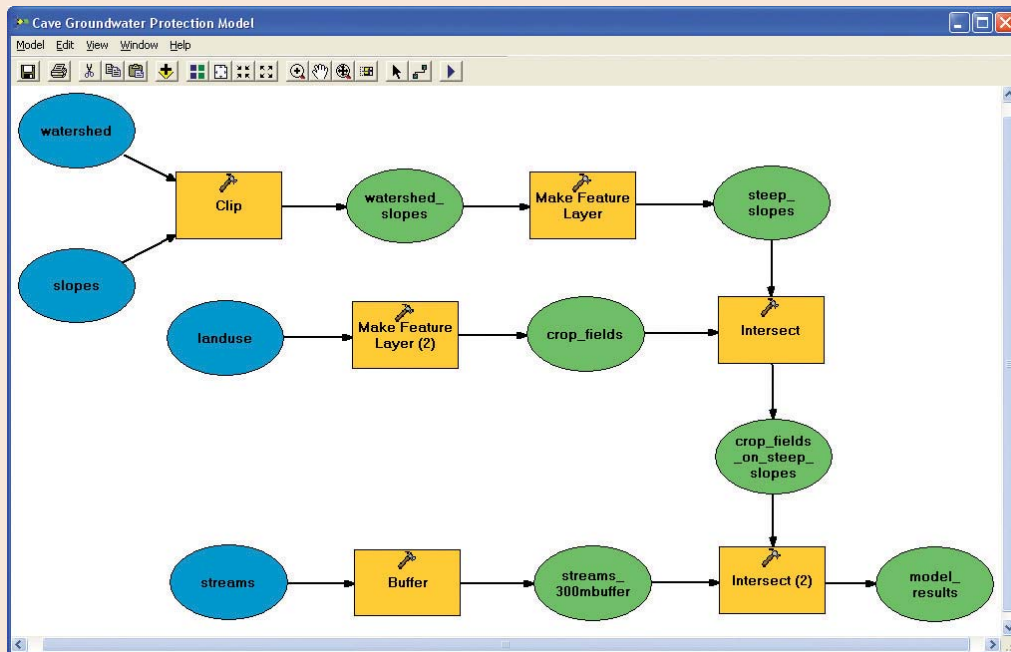 Cave Groundwater Protection Model
Model Edit View Window Help
watershed
Clip
watershed_
slopes
Make Feature
Layer
steep_
slopes
slopes
landuse
Make Feature
Layer (2)
crop_fields
Intersect
crop_fields
_on_steep_
slopes
streams
Buffer
streams_
300mbuffer
Intersect (2)
model_
results